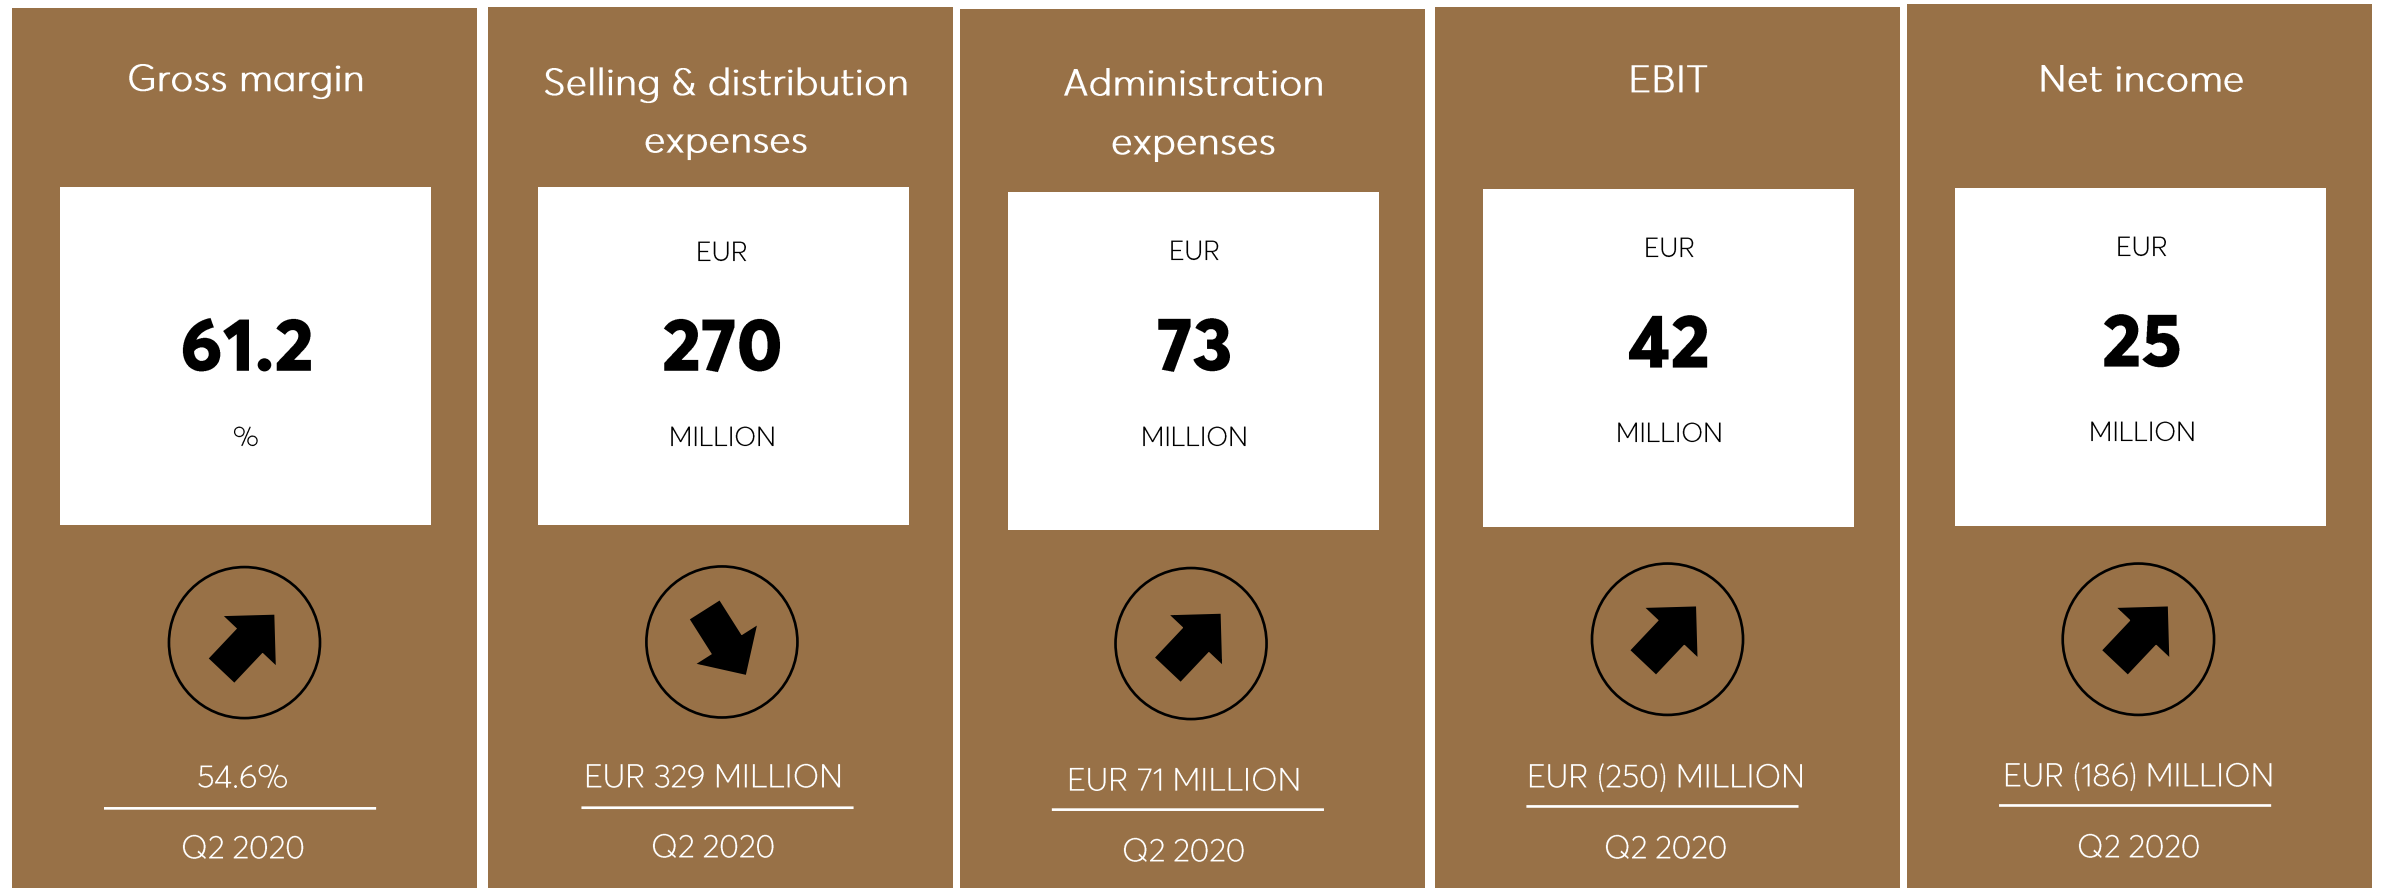 Gross margin
61.2
%
54.6%
Q2 2020
Selling & distribution
expenses
EUR
270
MILLION
EUR 329 MILLION
Q2 2020
Administration
expenses
EUR
73
MILLION
EUR 71 MILLION
Q2 2020
EBIT
EUR
42
MILLION
EUR (250) MILLION
Q2 2020
Net income
EUR
25
MILLION
EUR (186) MILLION
Q2 2020